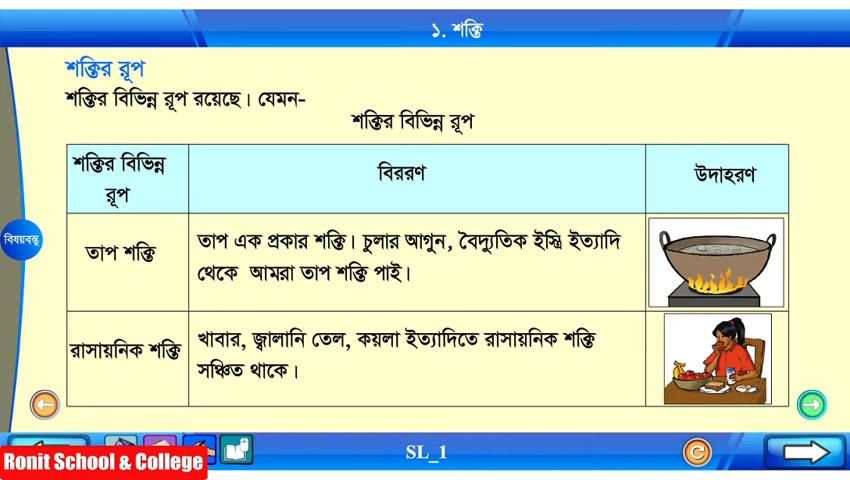 ১. শক্তি
শক্তির রূপ
শক্তির বিভিন্ন রূপ রয়েছে। যেমন-
শক্তির বিভিন্ন রূপ
শক্তির বিভিন্ন
রূপ
বিররণ
উদাহরণ
তাপ শক্তি
তাপ এক প্রকার শক্তি। চুলার আগুন, বৈদ্যুতিক ইস্ত্রি ইত্যাদি
থেকে আমরা তাপ শক্তি পাই।
রাসায়নিক শক্তি
খাবার, জ্বালানি তেল, কয়লা ইত্যাদিতে রাসায়নিক শক্তি
সঞ্চিত থাকে।
বিষয়বস্তু
SL_1
Ronit School & College